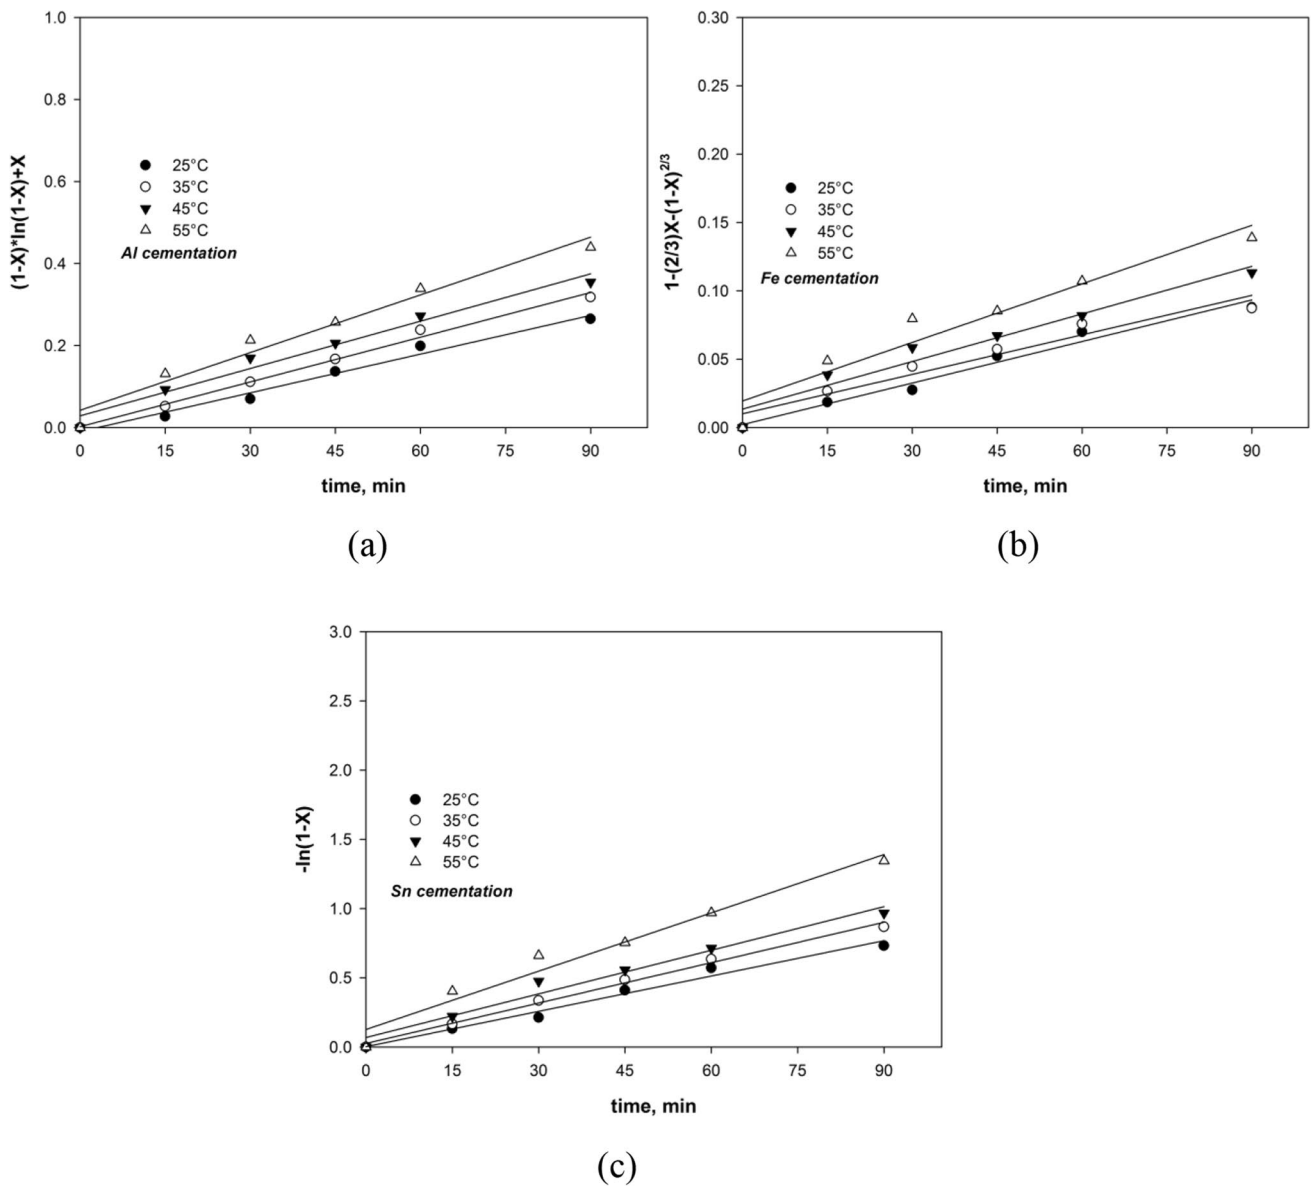 (1-X)*ln(1-X)+X
1.0
0.8
0.6
0.4
0.2
0.0
25°C
35°C
45°C
55°C
Al cementation
0 15 30 45 60 75 90
time, min
(a)
1-(2/3)X-(1-X)^2/3
0.30
0.25
0.20
0.15
0.10
0.05
0.00
25°C
35°C
45°C
55°C
Fe cementation
0 15 30 45 60 75 90
time, min
(b)
-ln(1-X)
3.0
2.5
2.0
1.5
1.0
0.5
0.0
25°C
35°C
45°C
55°C
Sn cementation
0 15 30 45 60 75 90
time, min
(c)